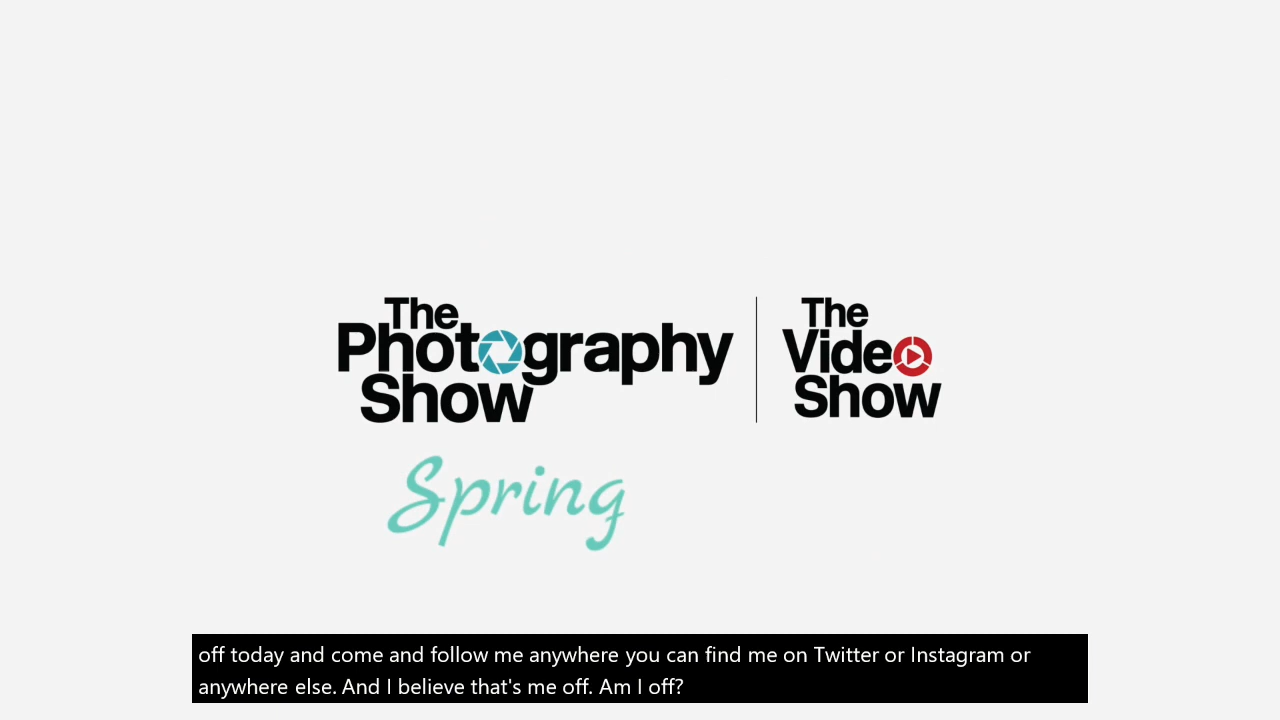 The
Photography
Show
The
Video
Show
Spring
off today and come and follow me anywhere you can find me on Twitter or Instagram or
anywhere else. And I believe that's me off. Am I off?